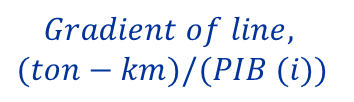 Gradient of line,
(ton − km)/(PIB (i))